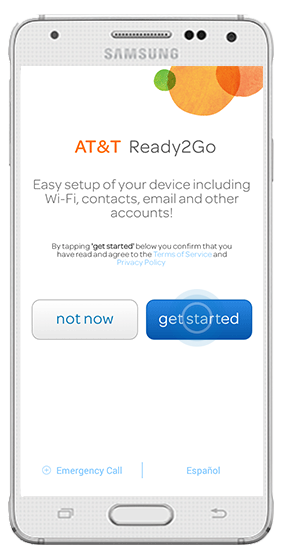 SAMSUNG
AT&T Ready2Go
Easy setup of your device including
Wi-Fi, contacts, email and other
accounts!
By tapping 'get started' below you confirm that you
have read and agree to the Terms of Service and
Privacy Policy
not now
get started
Emergency Call
Español